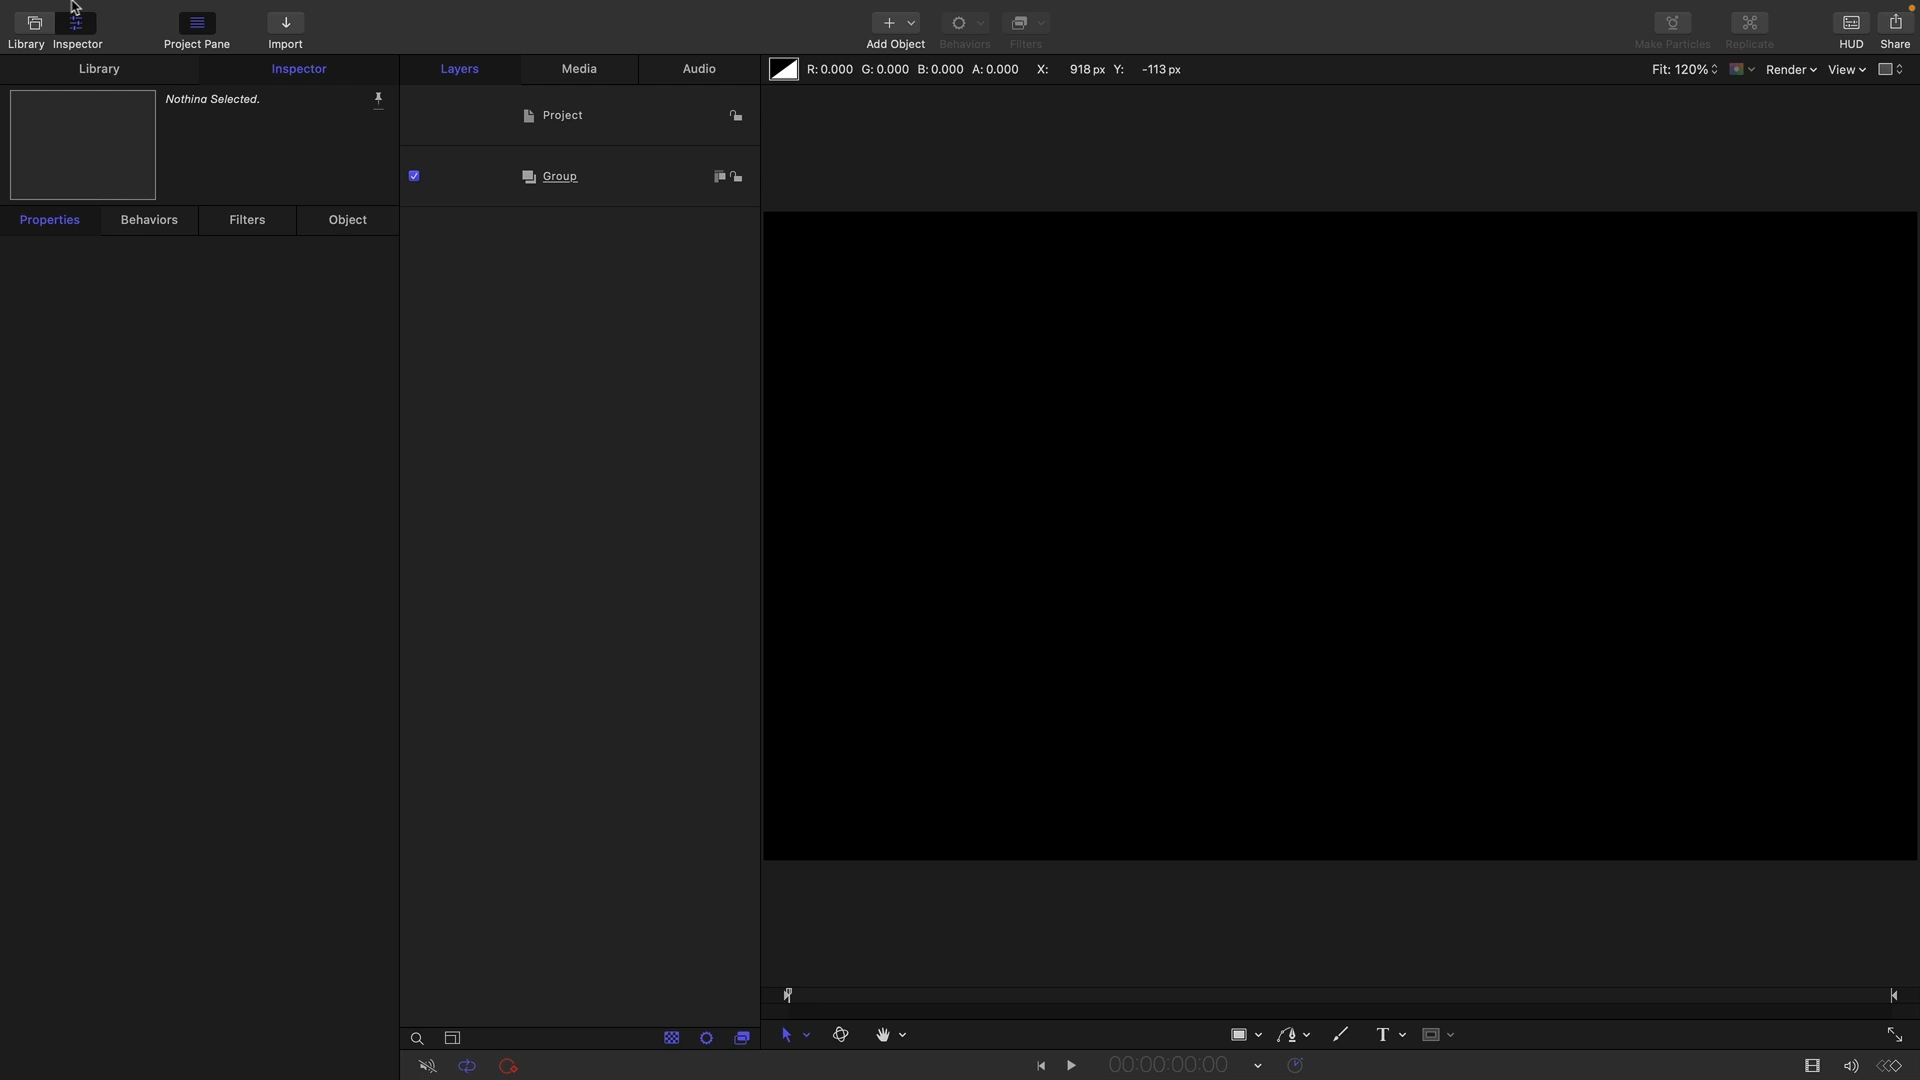 Library Inspector Project Pane Import Add Object Behaviors Filters Make Particles Replicate HUD Share
Library Inspector Layers Media Audio R: 0.000 G: 0.000 B: 0.000 A: 0.000 X: 918 px Y: -113 px Fit: 120% Render View
Nothing Selected.
Project
Group
Properties Behaviors Filters Object
T
00:00:00:00